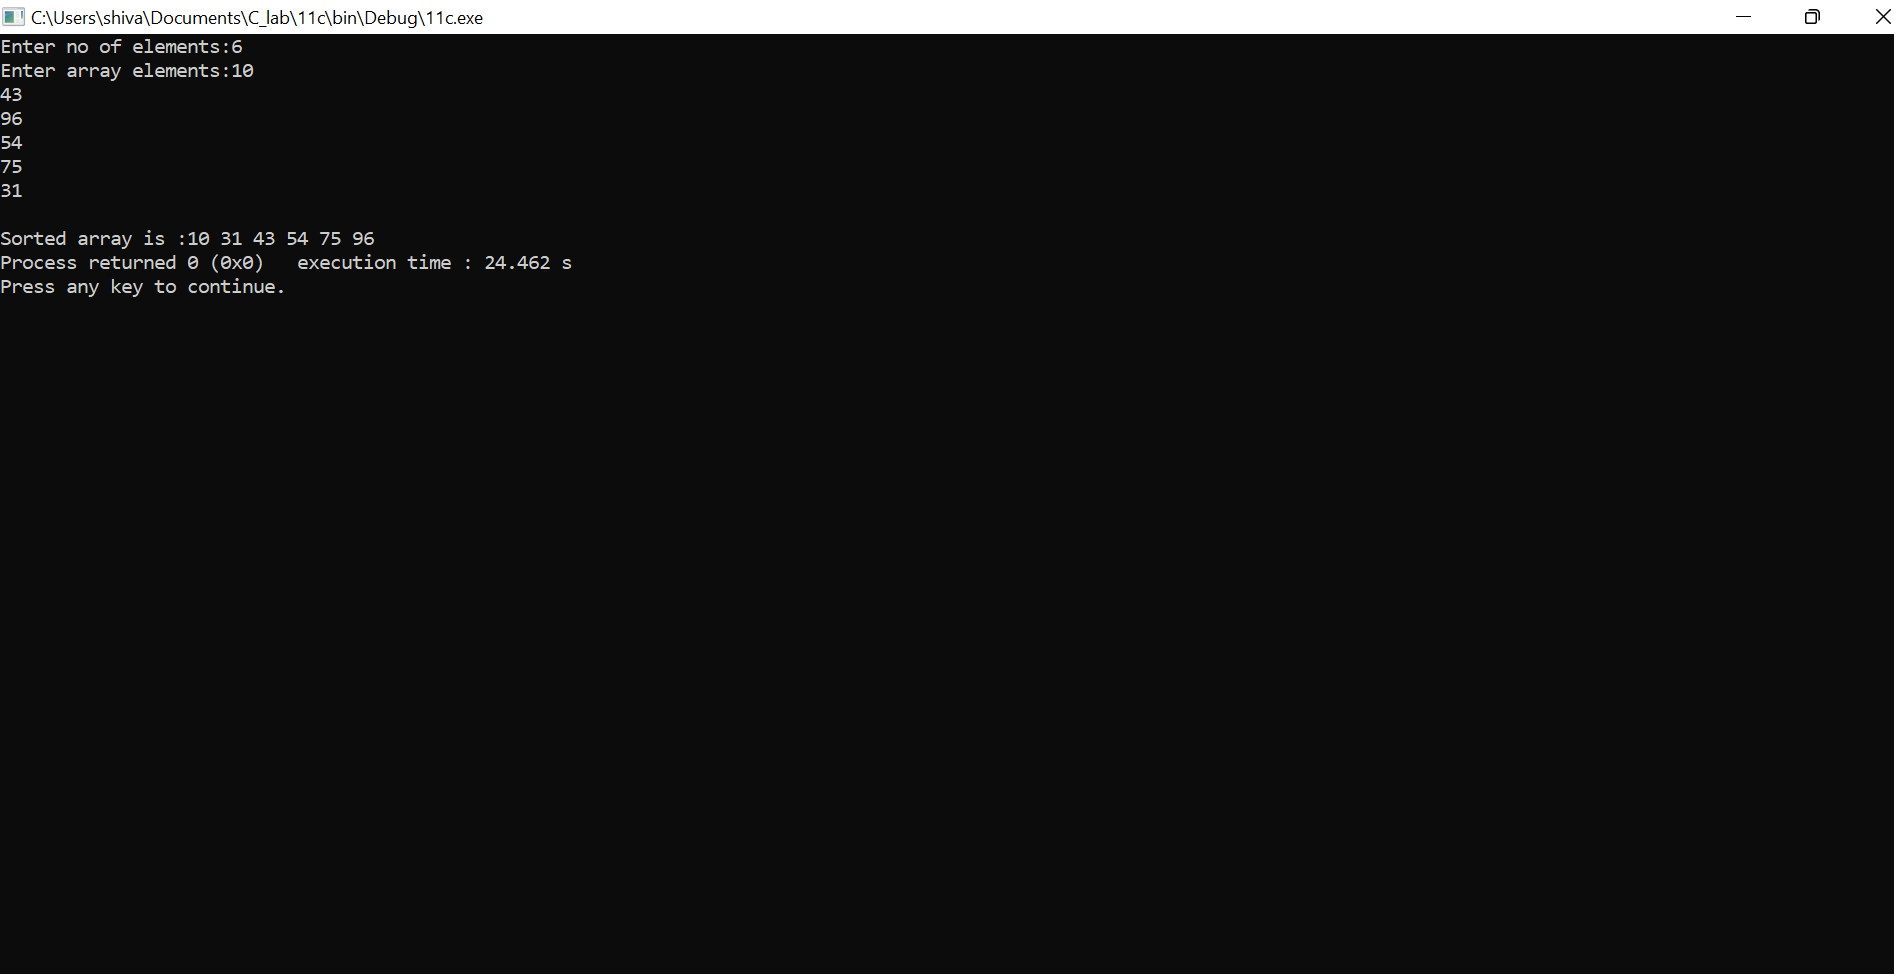 C:\Users\shiva\Documents\C_lab\11c\bin\Debug\11c.exe
Enter no of elements:6
Enter array elements:10
43
96
54
75
31
Sorted array is :10 31 43 54 75 96
Process returned 0 (0x0)   execution time : 24.462 s
Press any key to continue.